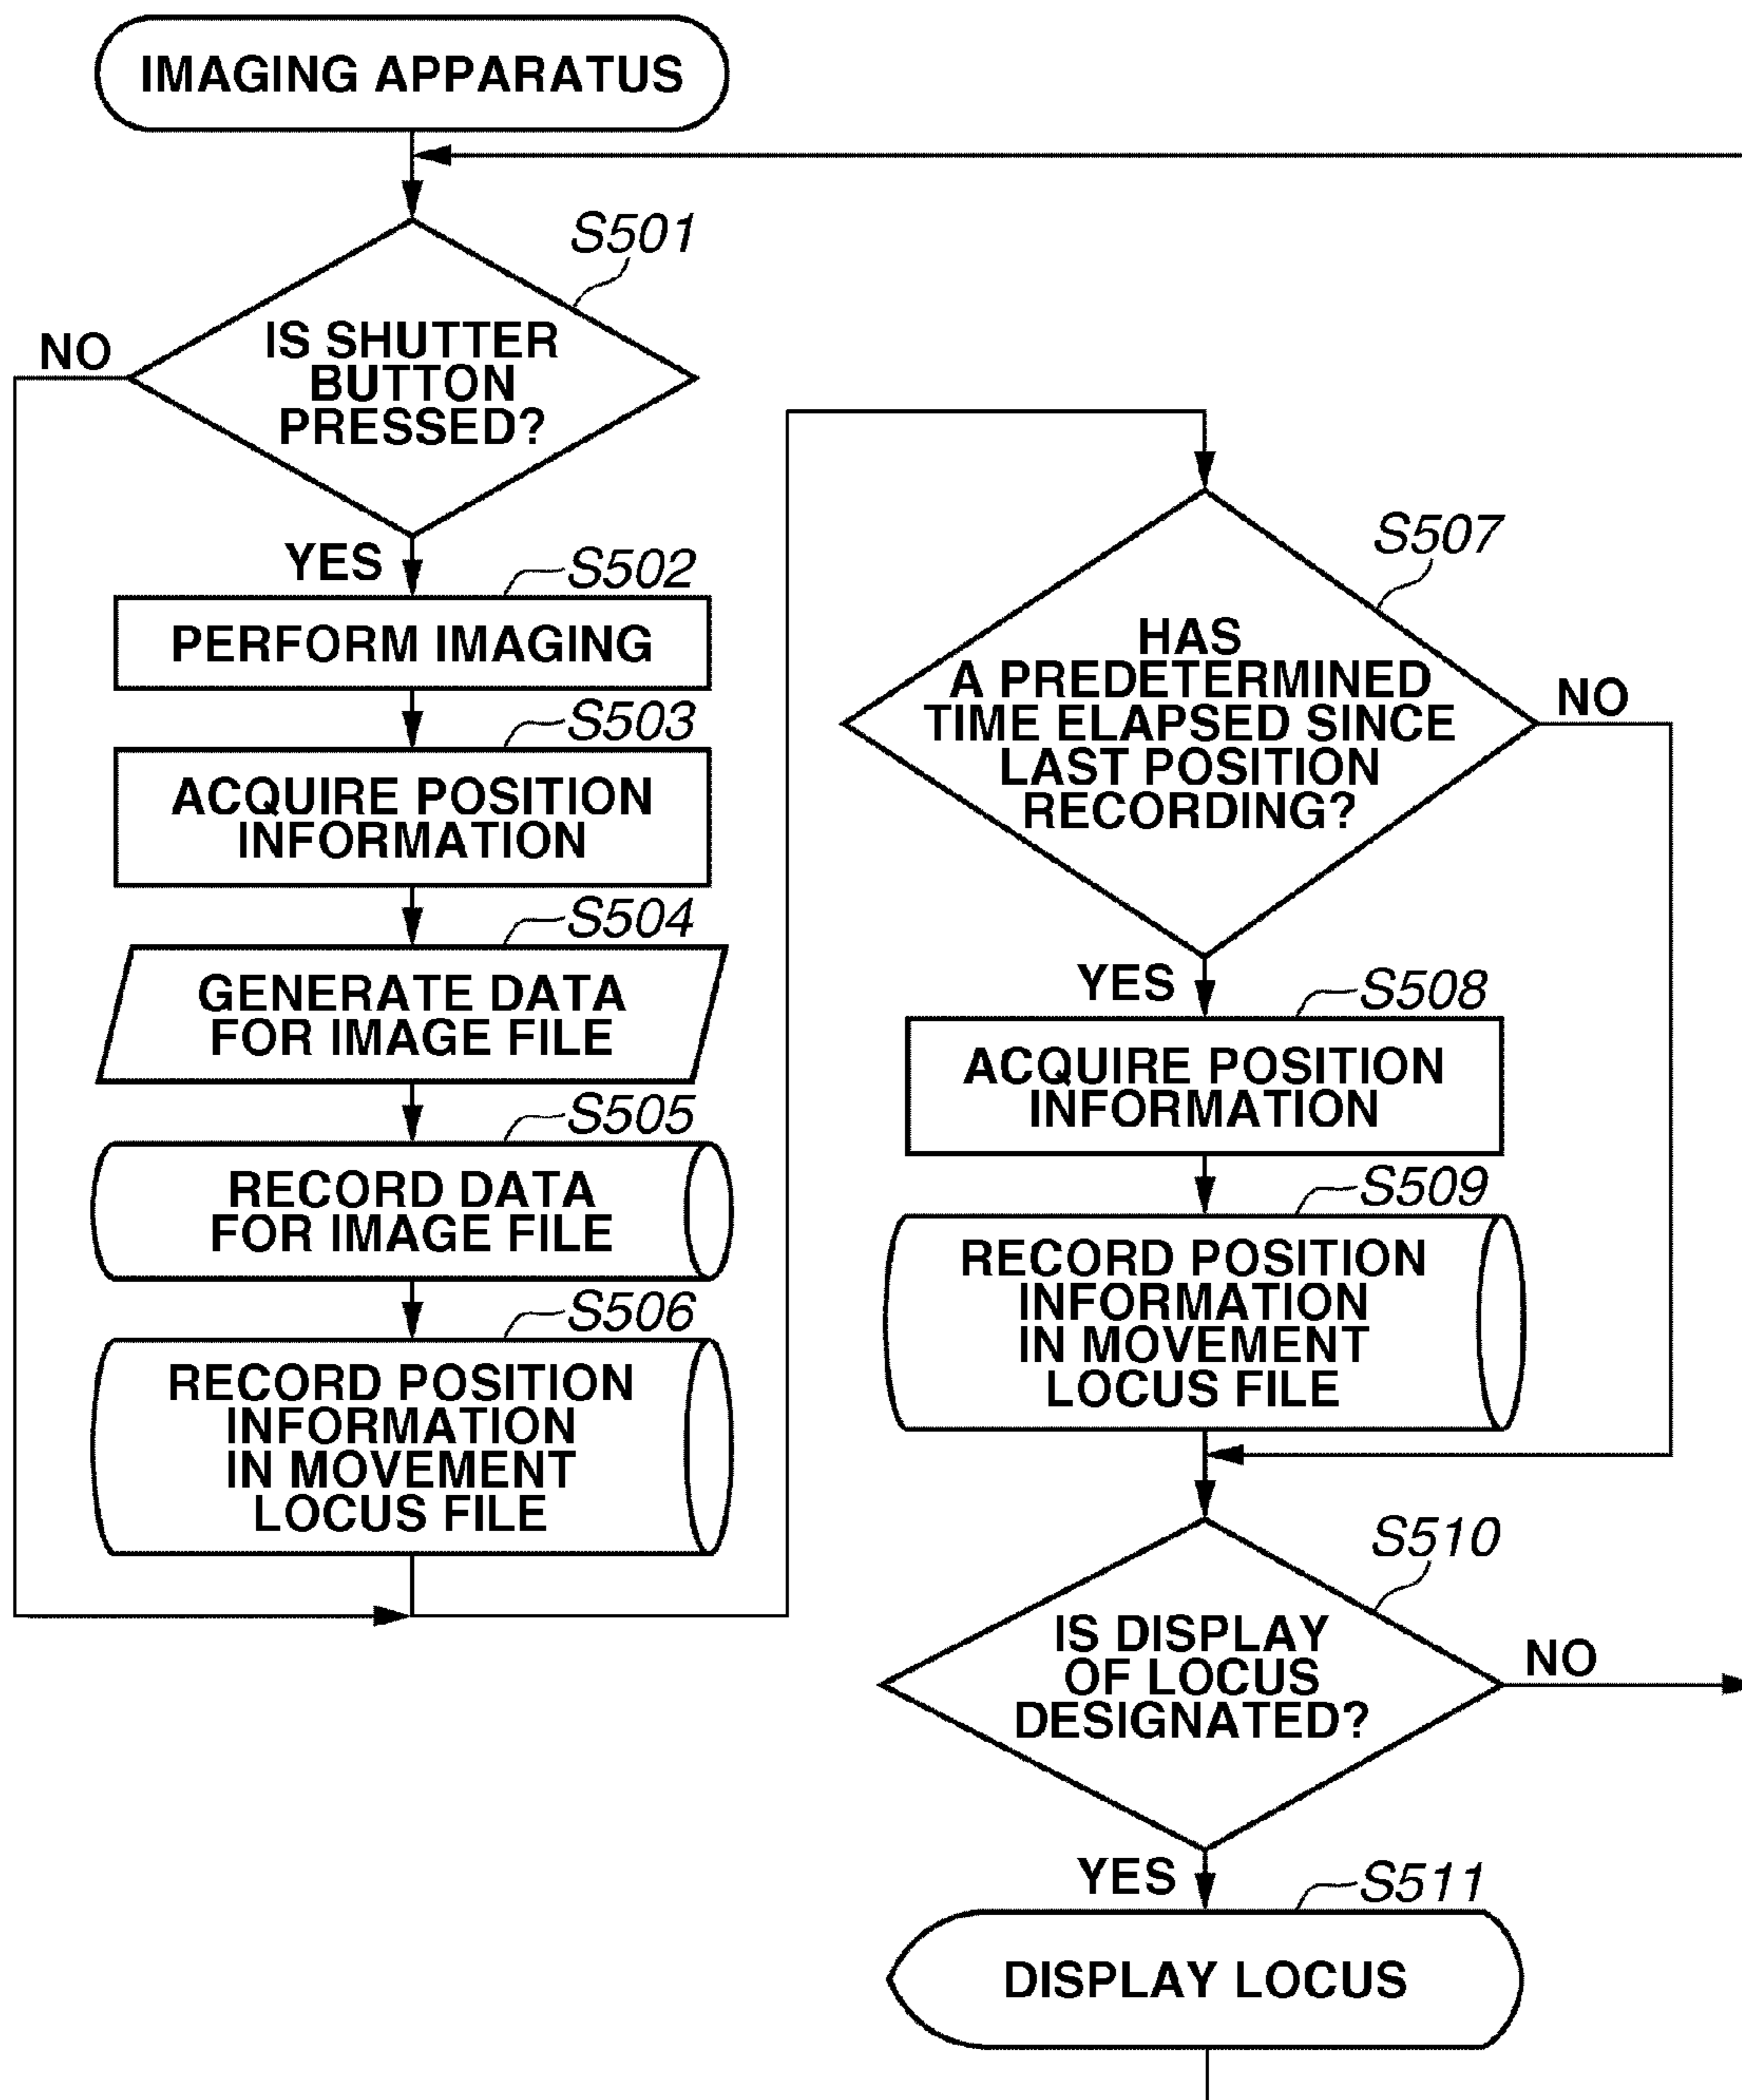 IMAGING APPARATUS
S501
IS SHUTTER
BUTTON
PRESSED?
NO
YES
S502
PERFORM IMAGING
S503
ACQUIRE POSITION
INFORMATION
S504
GENERATE DATA
FOR IMAGE FILE
S505
RECORD DATA
FOR IMAGE FILE
S506
RECORD POSITION
INFORMATION
IN MOVEMENT
LOCUS FILE
S507
HAS
A PREDETERMINED
TIME ELAPSED SINCE
LAST POSITION
RECORDING?
NO
YES
S508
ACQUIRE POSITION
INFORMATION
S509
RECORD POSITION
INFORMATION
IN MOVEMENT
LOCUS FILE
S510
IS DISPLAY
OF LOCUS
DESIGNATED?
NO
YES
S511
DISPLAY LOCUS